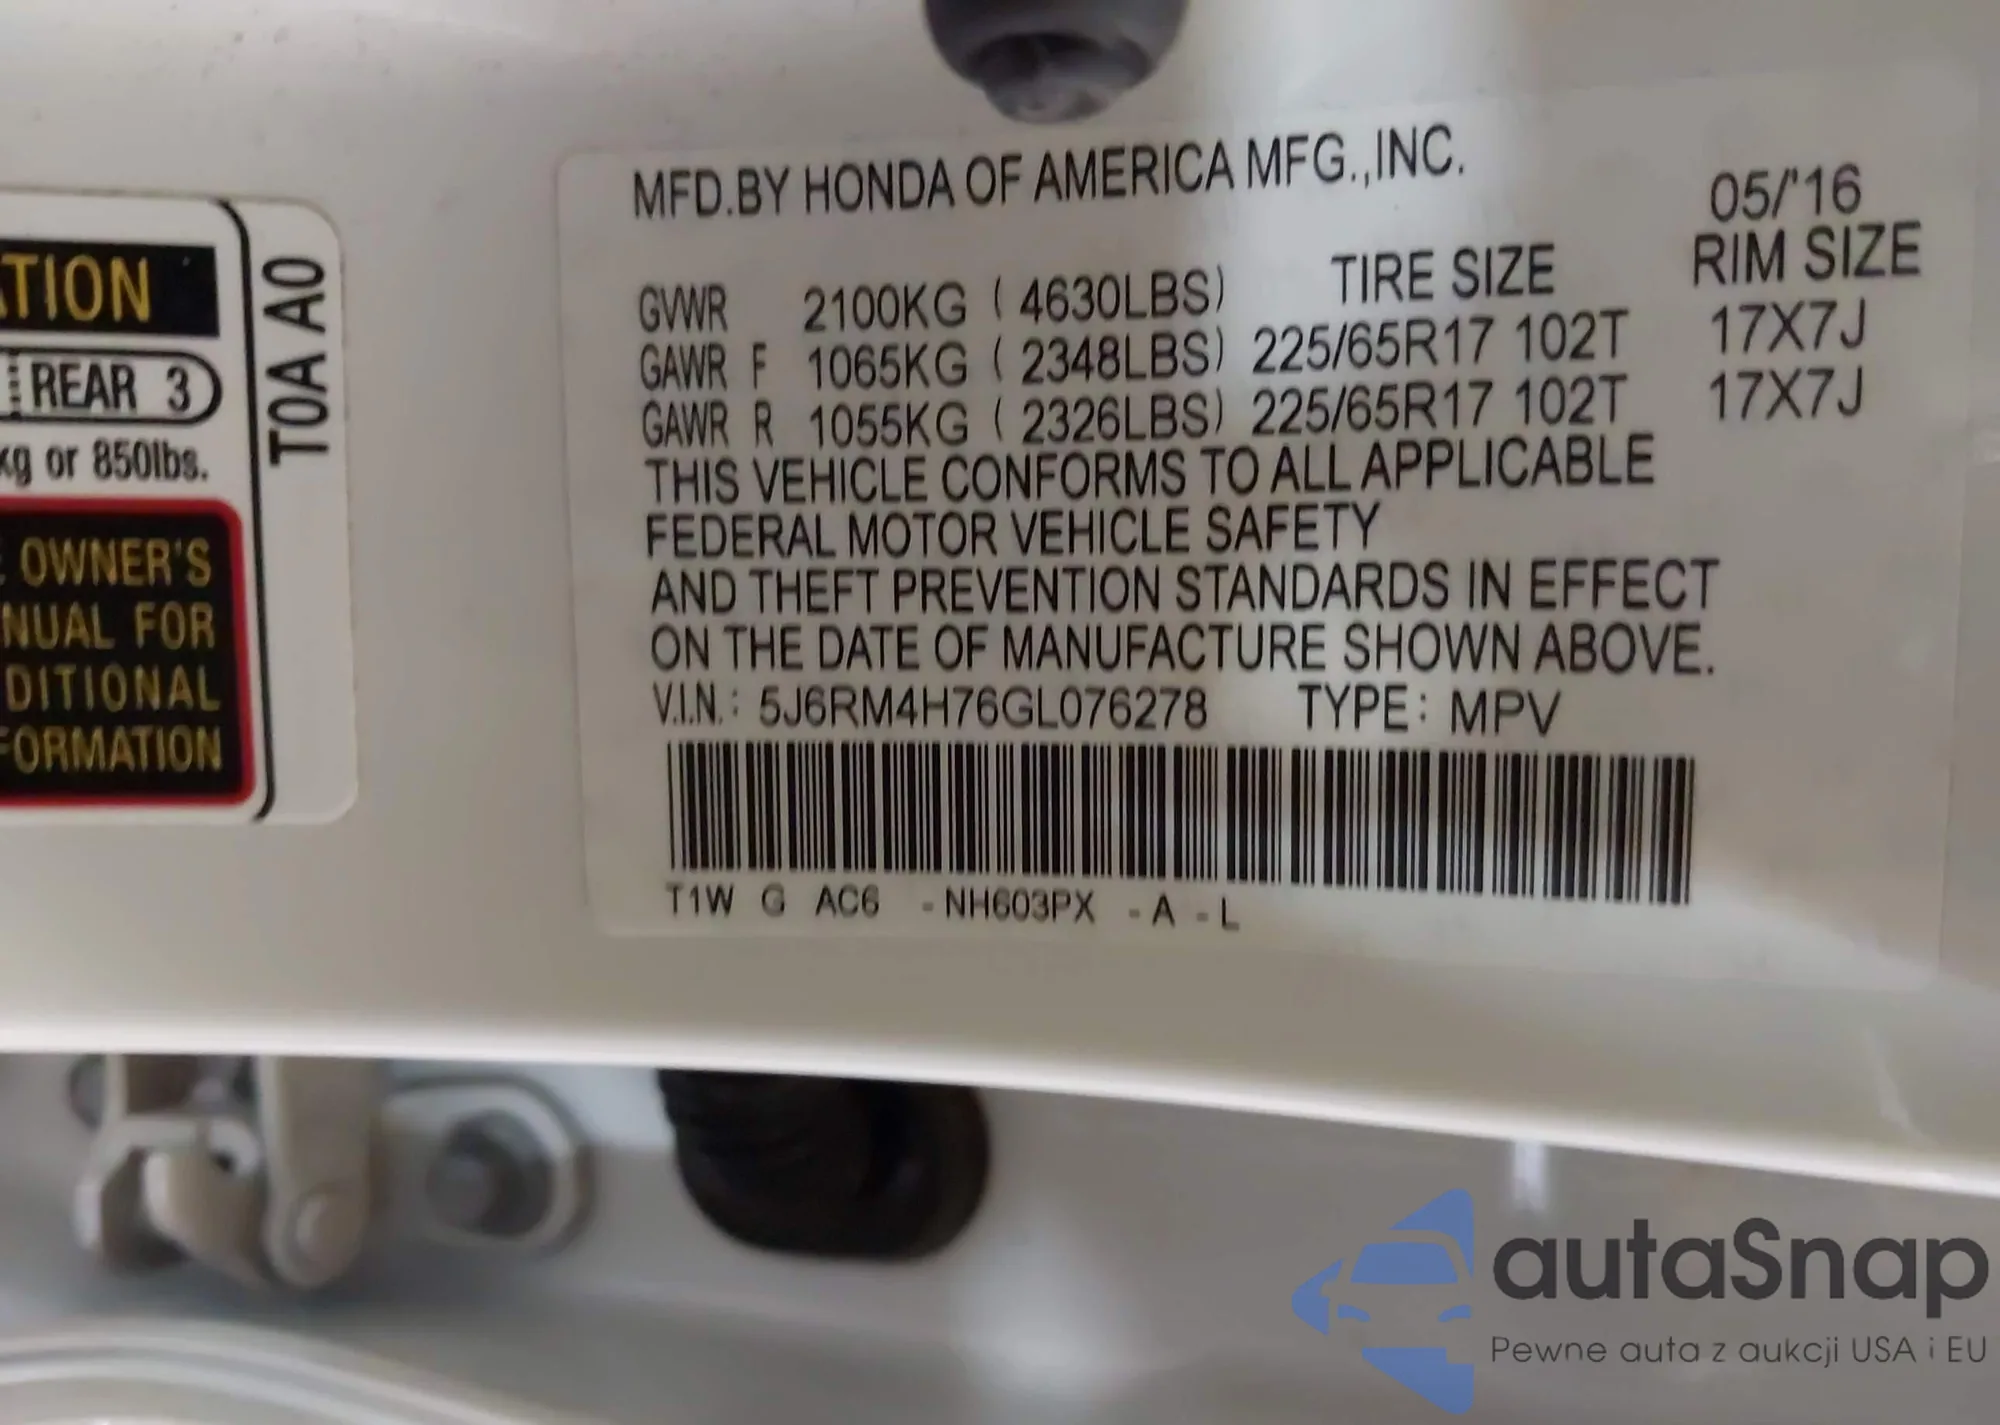 ATION
REAR 3
kg or 850lbs.
OWNER'S
NUAL FOR
DITIONAL
FORMATION
T0A A0
MFD.BY HONDA OF AMERICA MFG.,INC.
05/'16
TIRE SIZE RIM SIZE
GVWR 2100KG ( 4630LBS)
GAWR F 1065KG ( 2348LBS) 225/65R17 102T 17X7J
GAWR R 1055KG ( 2326LBS) 225/65R17 102T 17X7J
THIS VEHICLE CONFORMS TO ALL APPLICABLE
FEDERAL MOTOR VEHICLE SAFETY
AND THEFT PREVENTION STANDARDS IN EFFECT
ON THE DATE OF MANUFACTURE SHOWN ABOVE.
V.I.N.: 5J6RM4H76GL076278 TYPE: MPV
T1W G AC6 -NH603PX -A -L
autaSnap
Pewne auta z aukcji USA i EU